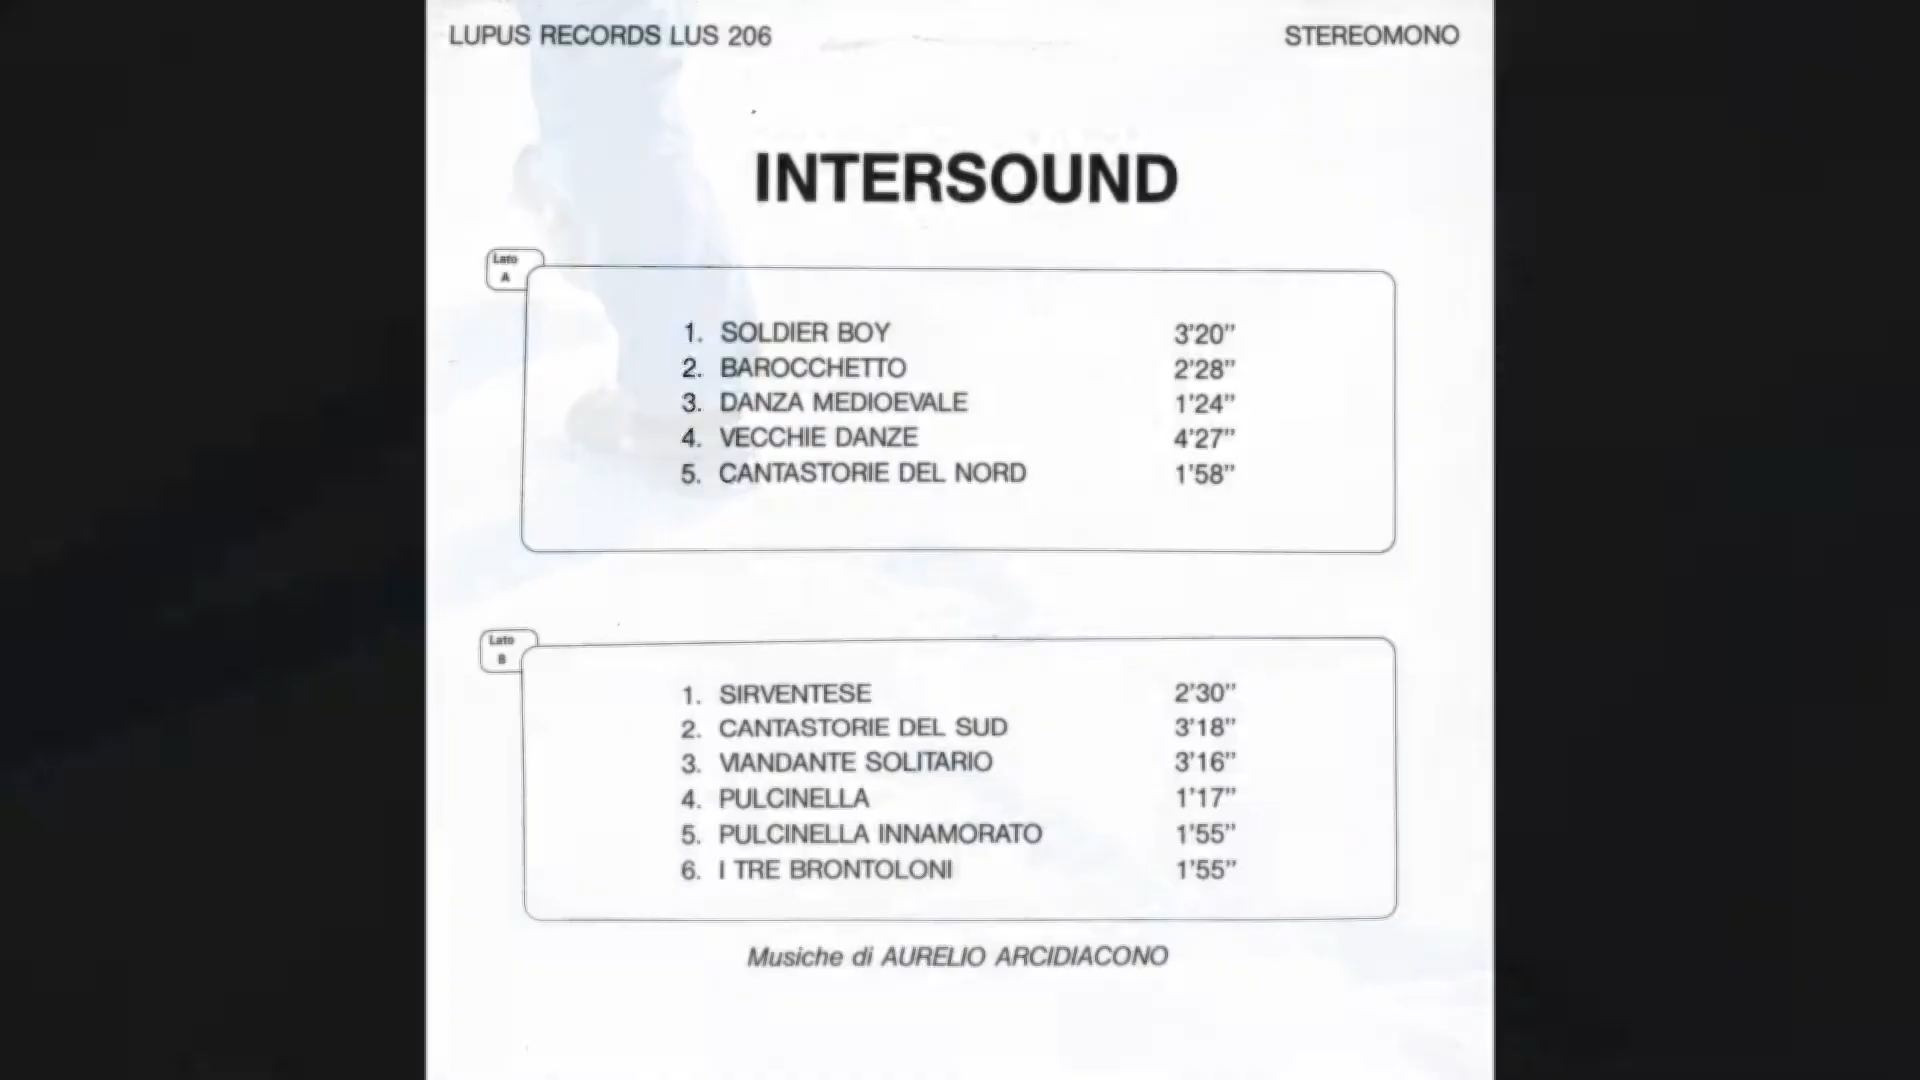 LUPUS RECORDS LUS 206 STEREOMONO
INTERSOUND
Lato
A
1. SOLDIER BOY 3'20"
2. BAROCCHETTO 2'28"
3. DANZA MEDIOEVALE 1'24"
4. VECCHIE DANZE 4'27"
5. CANTASTORIE DEL NORD 1'58"
Lato
B
1. SIRVENTESE 2'30"
2. CANTASTORIE DEL SUD 3'18"
3. VIANDANTE SOLITARIO 3'16"
4. PULCINELLA 1'17"
5. PULCINELLA INNAMORATO 1'55"
6. I TRE BRONTOLONI 1'55"
Musiche di AURELIO ARCIDIACONO